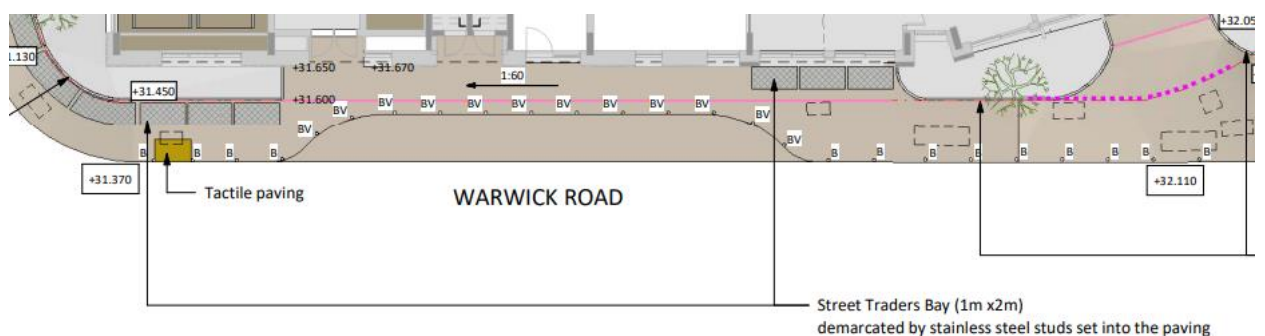 +32.05
1.130
+31.650
+31.670
1:60
+31.450
+31.600
BV BV BV BV BV BV BV BV BV BV
BV
BV
B B B B B B B B B B B B B
+31.370
+32.110
Tactile paving
WARWICK ROAD
Street Traders Bay (1m x2m)
demarcated by stainless steel studs set into the paving